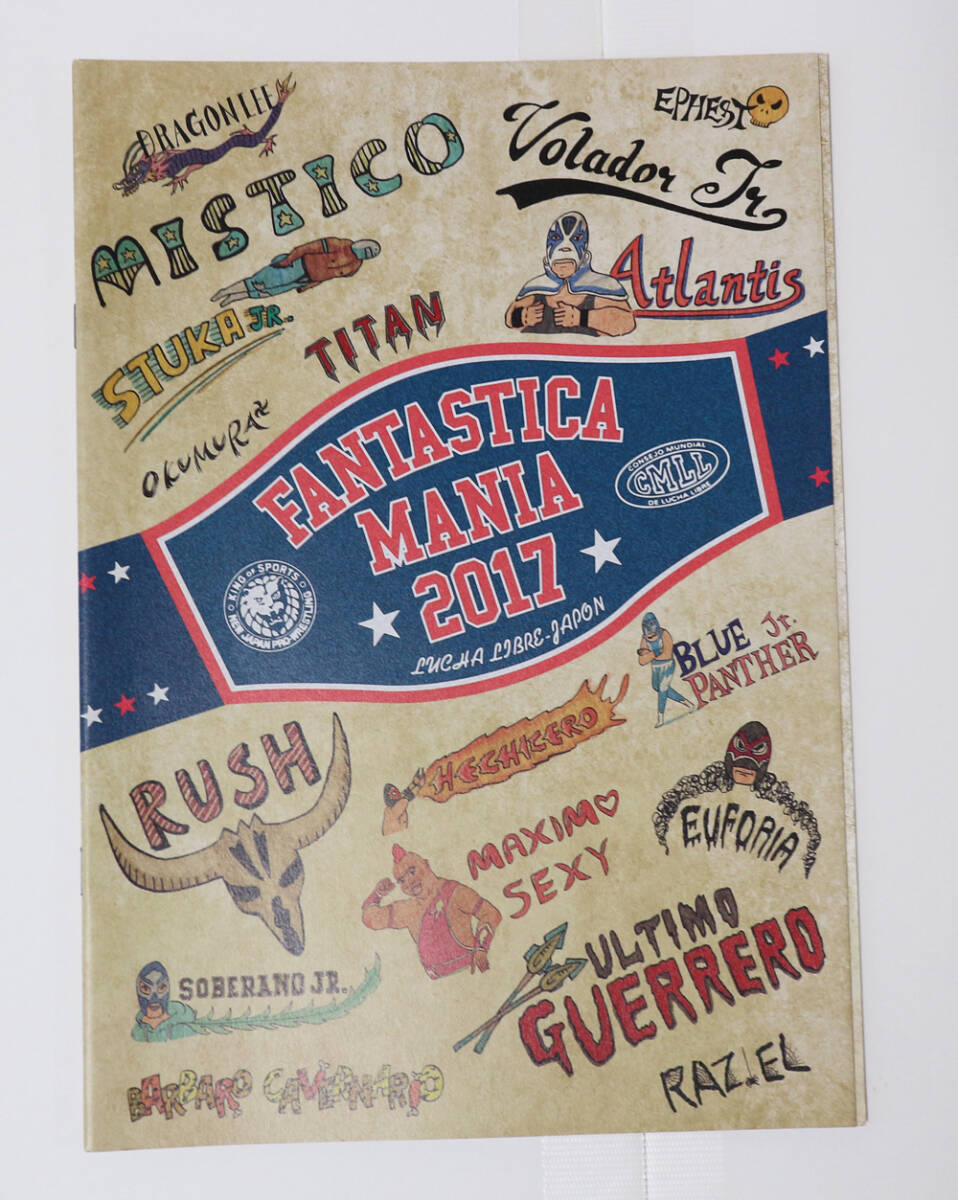 DRAGON LEE
MISTICO
EPHESTO
Volador Jr.
STUKA JR.
TITAN
Atlantis
OKUMURA
FANTASTICA
MANIA
2017
LUCHA LIBRE-JAPON
CONSEJO MUNDIAL
CMLL
DE LUCHA LIBRE
KING OF SPORTS
NEW JAPAN PRO-WRESTLING
BLUE Jr.
PANTHER
RUSH
HECHICERO
MAXIMO
SEXY
EUFORIA
SOBERANO JR.
ULTIMO
GUERRERO
BARBARO CAVERNARIO
RAZIEL